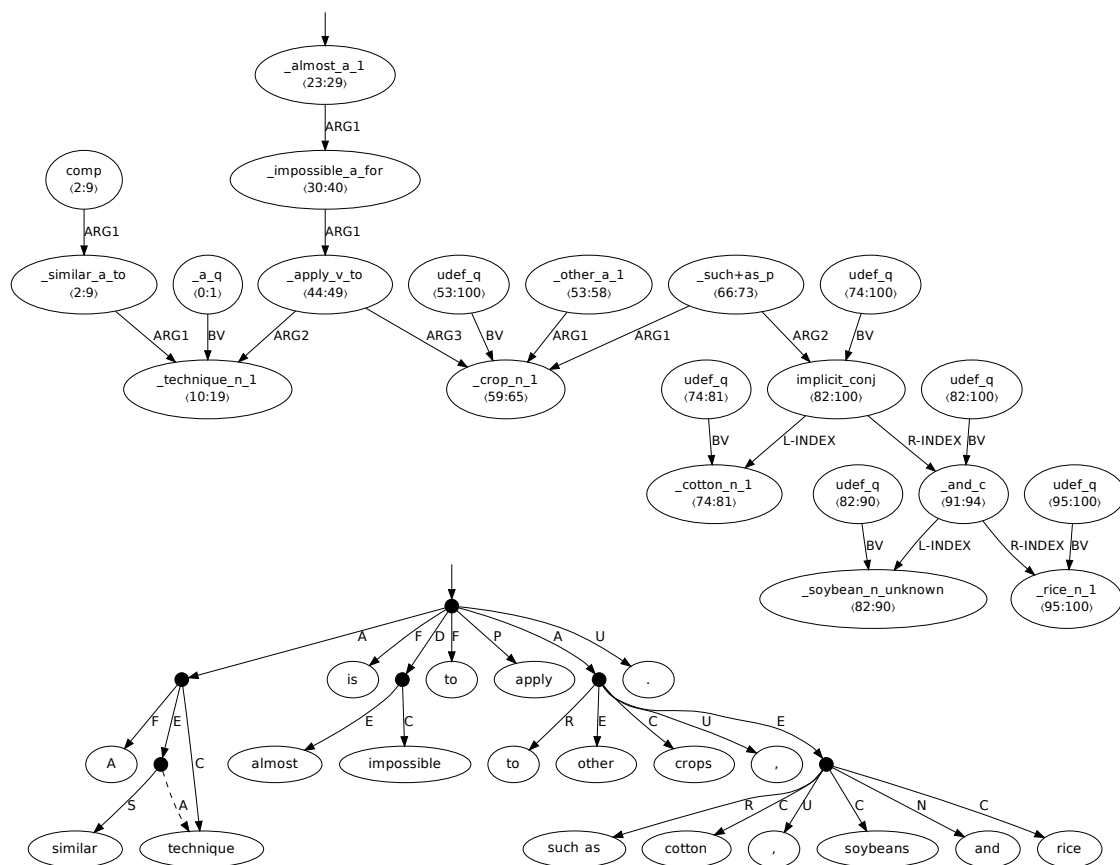 _almost_a_1
⟨23:29⟩
ARG1
comp
⟨2:9⟩
_impossible_a_for
⟨30:40⟩
ARG1
ARG1
_similar_a_to
⟨2:9⟩
_a_q
⟨0:1⟩
_apply_v_to
⟨44:49⟩
udef_q
⟨53:100⟩
_other_a_1
⟨53:58⟩
_such+as_p
⟨66:73⟩
udef_q
⟨74:100⟩
ARG1 BV ARG2 ARG3 BV ARG1 ARG1 ARG2 BV
_technique_n_1
⟨10:19⟩
_crop_n_1
⟨59:65⟩
udef_q
⟨74:81⟩
implicit_conj
⟨82:100⟩
udef_q
⟨82:100⟩
BV L-INDEX R-INDEX BV
_cotton_n_1
⟨74:81⟩
udef_q
⟨82:90⟩
_and_c
⟨91:94⟩
udef_q
⟨95:100⟩
BV L-INDEX R-INDEX BV
_soybean_n_unknown
⟨82:90⟩
_rice_n_1
⟨95:100⟩
A F D F P A U
is to apply .
F E C E C R E C U E
A almost impossible to other crops ,
S A R C U C N C
similar technique such as cotton , soybeans and rice